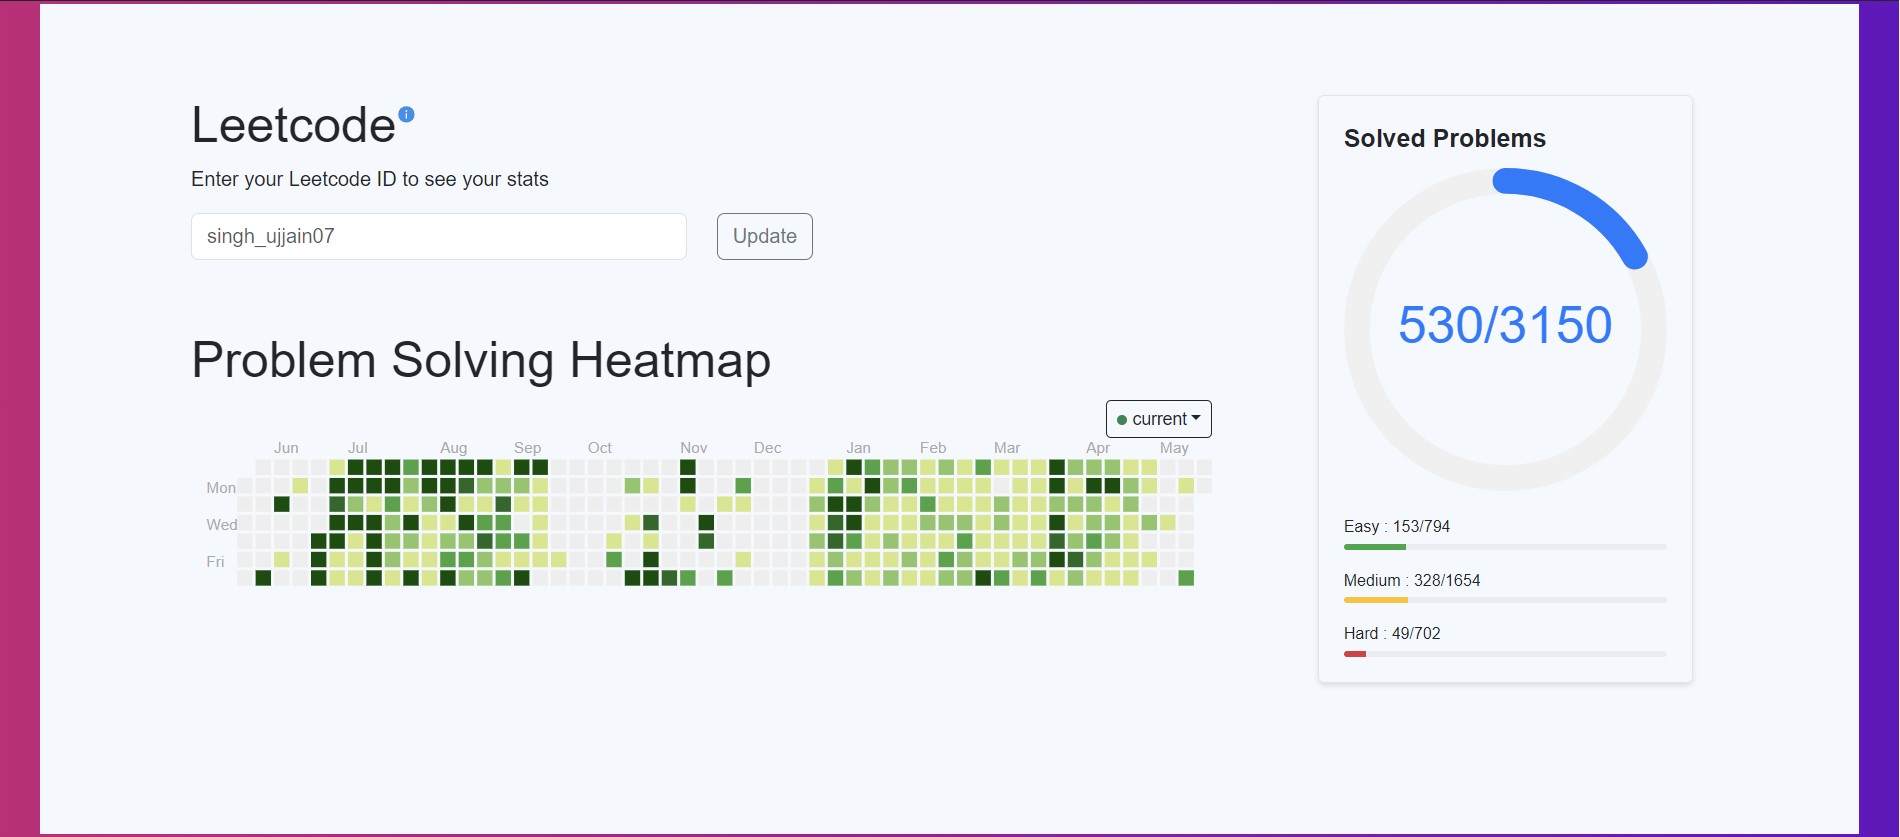 Leetcode
Enter your Leetcode ID to see your stats
singh_ujjain07
Update
Problem Solving Heatmap
current
Jun Jul Aug Sep Oct Nov Dec Jan Feb Mar Apr May
Mon
Wed
Fri
Solved Problems
530/3150
Easy : 153/794
Medium : 328/1654
Hard : 49/702